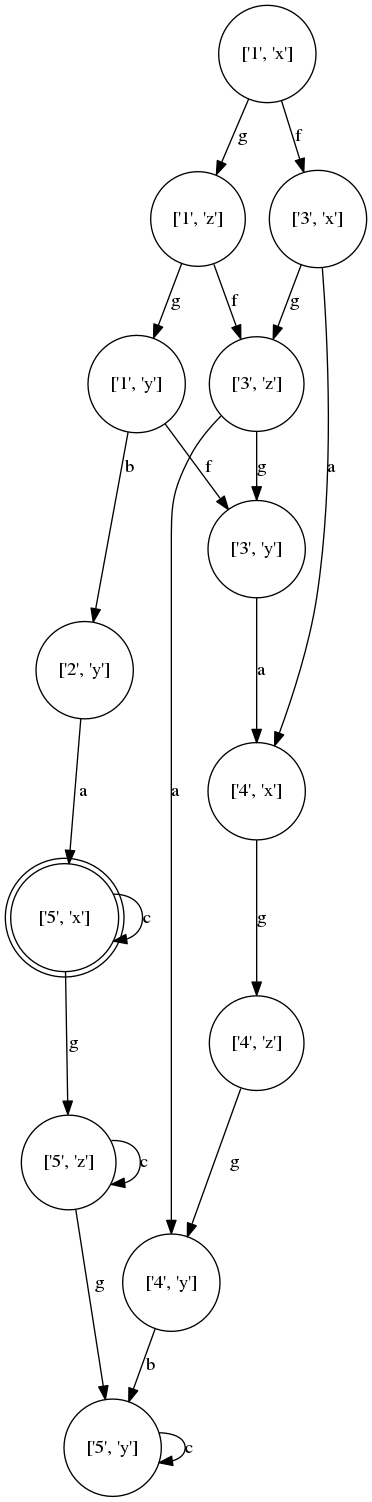 ['1', 'x']
g
f
['1', 'z']
['3', 'x']
g
f
g
['1', 'y']
['3', 'z']
b
f
g
a
['3', 'y']
['2', 'y']
a
a
a
['4', 'x']
['5', 'x']
c
g
g
['4', 'z']
['5', 'z']
c
g
g
['4', 'y']
b
['5', 'y']
c